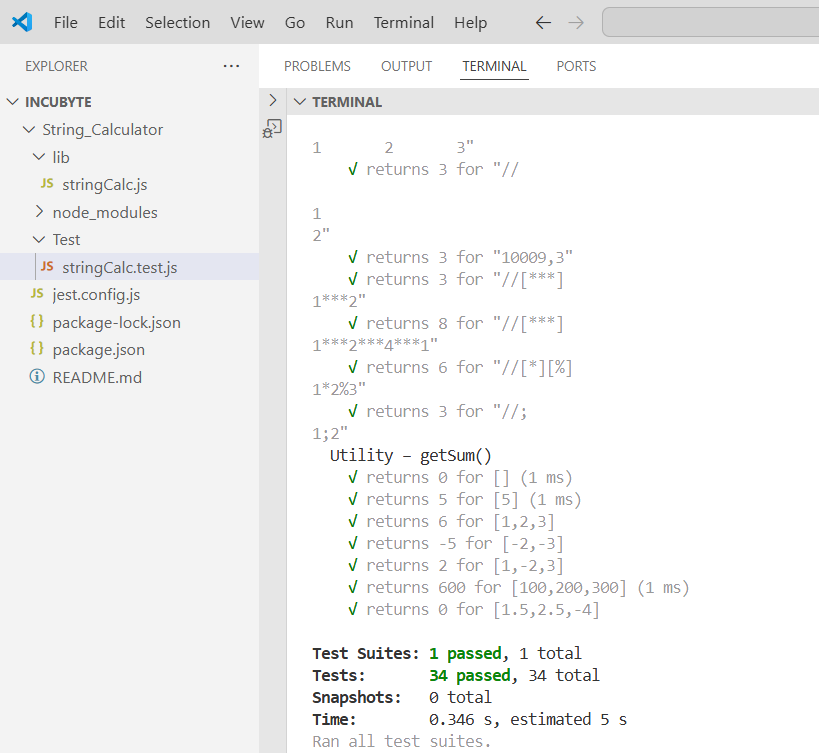 File Edit Selection View Go Run Terminal Help
EXPLORER
INCUBYTE
String_Calculator
lib
JS stringCalc.js
node_modules
Test
JS stringCalc.test.js
JS jest.config.js
{} package-lock.json
{} package.json
README.md
PROBLEMS OUTPUT TERMINAL PORTS
TERMINAL
1 2 3"
√ returns 3 for "//
1
2"
√ returns 3 for "10009,3"
√ returns 3 for "//[***]
1***2"
√ returns 8 for "//[***]
1***2***4***1"
√ returns 6 for "//[*][%]
1*2%3"
√ returns 3 for "//;
1;2"
Utility – getSum()
√ returns 0 for [] (1 ms)
√ returns 5 for [5] (1 ms)
√ returns 6 for [1,2,3]
√ returns -5 for [-2,-3]
√ returns 2 for [1,-2,3]
√ returns 600 for [100,200,300] (1 ms)
√ returns 0 for [1.5,2.5,-4]
Test Suites: 1 passed, 1 total
Tests: 34 passed, 34 total
Snapshots: 0 total
Time: 0.346 s, estimated 5 s
Ran all test suites.